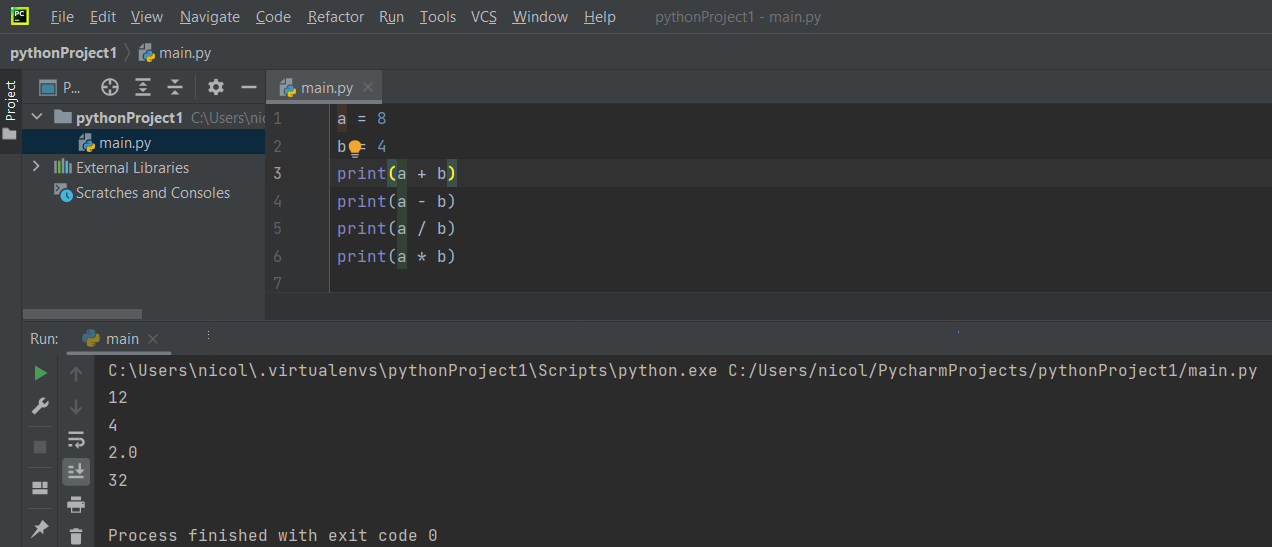 PC
File Edit View Navigate Code Refactor Run Tools VCS Window Help pythonProject1 - main.py
pythonProject1 main.py
Project
P... main.py
pythonProject1 C:\Users\nic
main.py
External Libraries
Scratches and Consoles
1 a = 8
2 b = 4
3 print(a + b)
4 print(a - b)
5 print(a / b)
6 print(a * b)
7
Run: main
C:\Users\nicol\.virtualenvs\pythonProject1\Scripts\python.exe C:/Users/nicol/PycharmProjects/pythonProject1/main.py
12
4
2.0
32
Process finished with exit code 0